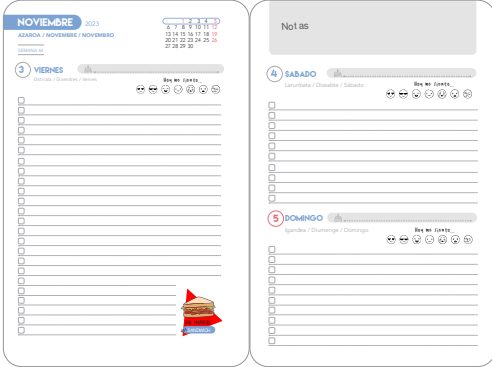 NOVIEMBRE 2023
AZAROA / NOVEMBRE / NOVEMBRO
SEMANA 44
1 2 3 4 5
6 7 8 9 10 11 12
13 14 15 16 17 18 19
20 21 22 23 24 25 26
27 28 29 30
3 VIERNES
Ostirala / Divendres / Venres
Hoy me siento...
SANDWICH
Notas
4 SABADO
Larunbata / Dissabte / Sábado
Hoy me siento...
5 DOMINGO
Igandea / Diumenge / Domingo
Hoy me siento...